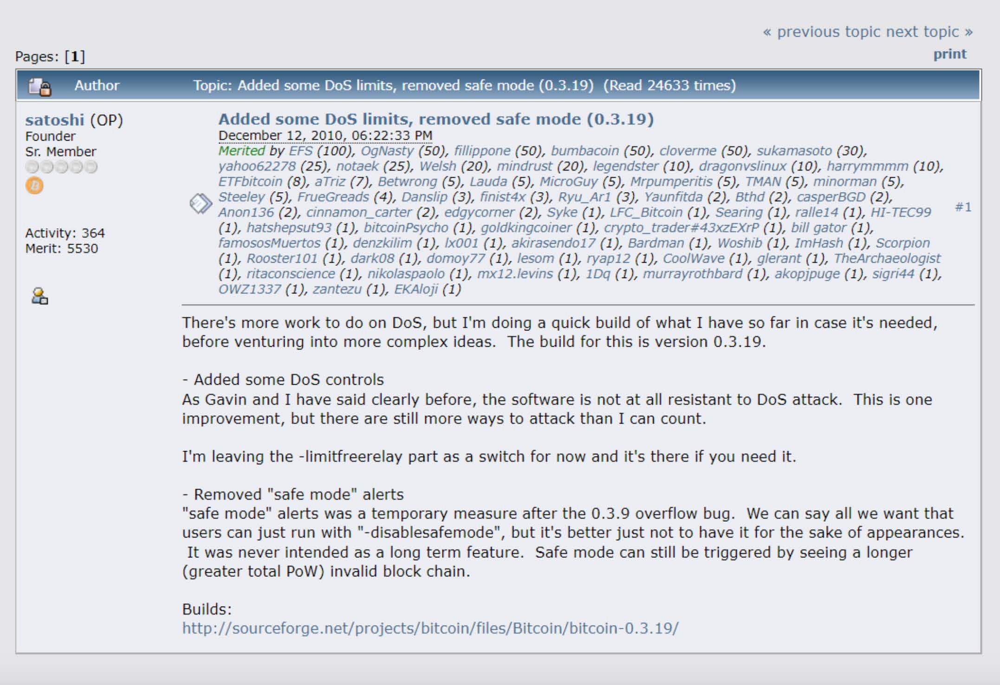 « previous topic next topic »
Pages: [1]
print
Author
Topic: Added some DoS limits, removed safe mode (0.3.19)  (Read 24633 times)
satoshi (OP)
Founder
Sr. Member
Activity: 364
Merit: 5530
Added some DoS limits, removed safe mode (0.3.19)
December 12, 2010, 06:22:33 PM
Merited by EFS (100), OgNasty (50), fillippone (50), bumbacoin (50), cloverme (50), sukamasoto (30),
yahoo62278 (25), notaek (25), Welsh (20), mindrust (20), legendster (10), dragonvslinux (10), harrymmmm (10),
ETFbitcoin (8), aTriz (7), Betwrong (5), Lauda (5), MicroGuy (5), Mrpumperitis (5), TMAN (5), minorman (5),
Steeley (5), FrueGreads (4), Danslip (3), finist4x (3), Ryu_Ar1 (3), Yaunfitda (2), Bthd (2), casperBGD (2),
Anon136 (2), cinnamon_carter (2), edgycorner (2), Syke (1), LFC_Bitcoin (1), Searing (1), ralle14 (1), HI-TEC99
(1), hatshepsut93 (1), bitcoinPsycho (1), goldkingcoiner (1), crypto_trader#43xzEXrP (1), bill gator (1),
famososMuertos (1), denzkilim (1), lx001 (1), akirasendo17 (1), Bardman (1), Woshib (1), ImHash (1), Scorpion
(1), Rooster101 (1), dark08 (1), domoy77 (1), lesom (1), ryap12 (1), CoolWave (1), glerant (1), TheArchaeologist
(1), ritaconscience (1), nikolaspaolo (1), mx12.levins (1), 1Dq (1), murrayrothbard (1), akopjpuge (1), sigri44 (1),
OWZ1337 (1), zantezu (1), EKAloji (1)
#1
There's more work to do on DoS, but I'm doing a quick build of what I have so far in case it's needed,
before venturing into more complex ideas.  The build for this is version 0.3.19.
- Added some DoS controls
As Gavin and I have said clearly before, the software is not at all resistant to DoS attack.  This is one
improvement, but there are still more ways to attack than I can count.
I'm leaving the -limitfreerelay part as a switch for now and it's there if you need it.
- Removed "safe mode" alerts
"safe mode" alerts was a temporary measure after the 0.3.9 overflow bug.  We can say all we want that
users can just run with "-disablesafemode", but it's better just not to have it for the sake of appearances.
It was never intended as a long term feature.  Safe mode can still be triggered by seeing a longer
(greater total PoW) invalid block chain.
Builds:
http://sourceforge.net/projects/bitcoin/files/Bitcoin/bitcoin-0.3.19/